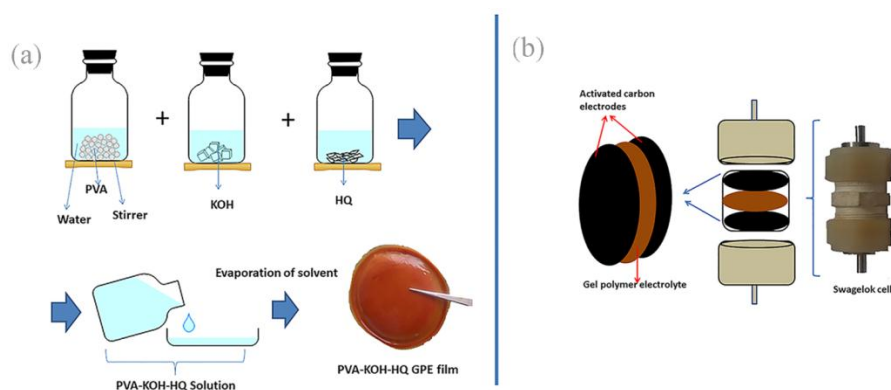 (a)
+
+
PVA
Water
Stirrer
KOH
HQ
Evaporation of solvent
PVA-KOH-HQ Solution
PVA-KOH-HQ GPE film
(b)
Activated carbon
electrodes
Gel polymer electrolyte
Swagelok cell